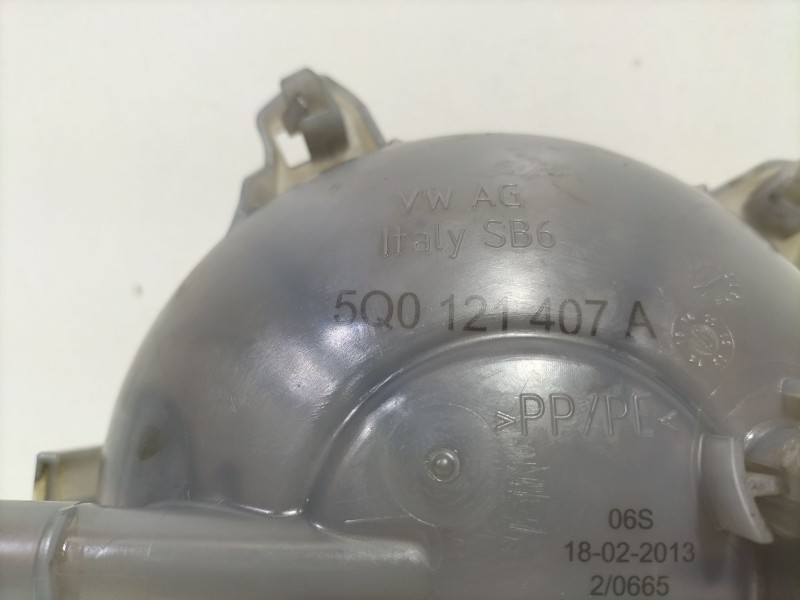 VW AG
Italy SB6
5Q0 121 407 A
>PP/PE<
06S
18-02-2013
2/0665